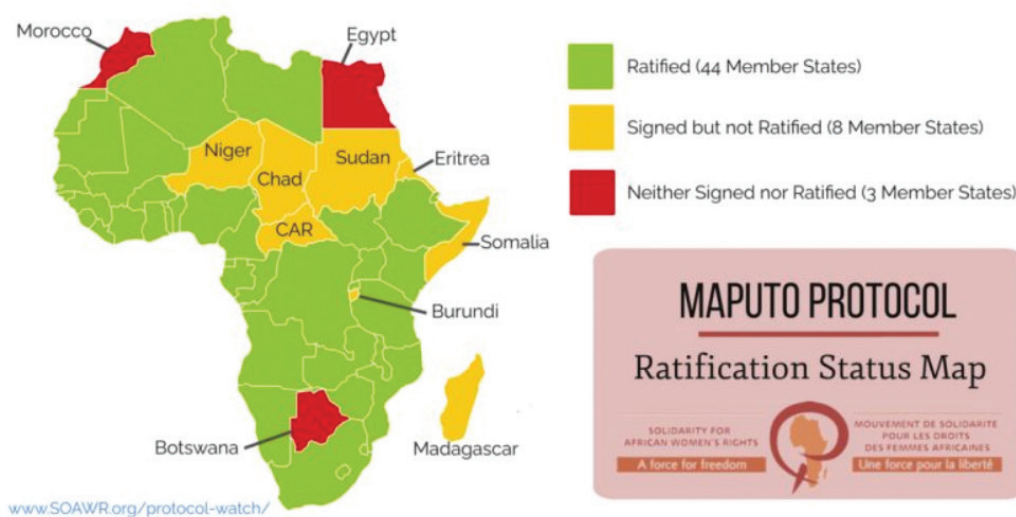 Morocco
Egypt
Niger
Chad
Sudan
Eritrea
CAR
Somalia
Burundi
Botswana
Madagascar
www.SOAWR.org/protocol-watch/
Ratified (44 Member States)
Signed but not Ratified (8 Member States)
Neither Signed nor Ratified (3 Member States)
MAPUTO PROTOCOL
Ratification Status Map
SOLIDARITY FOR
AFRICAN WOMEN'S RIGHTS
A force for freedom
MOUVEMENT DE SOLIDARITE
POUR LES DROITS
DES FEMMES AFRICAINES
Une force pour la liberté